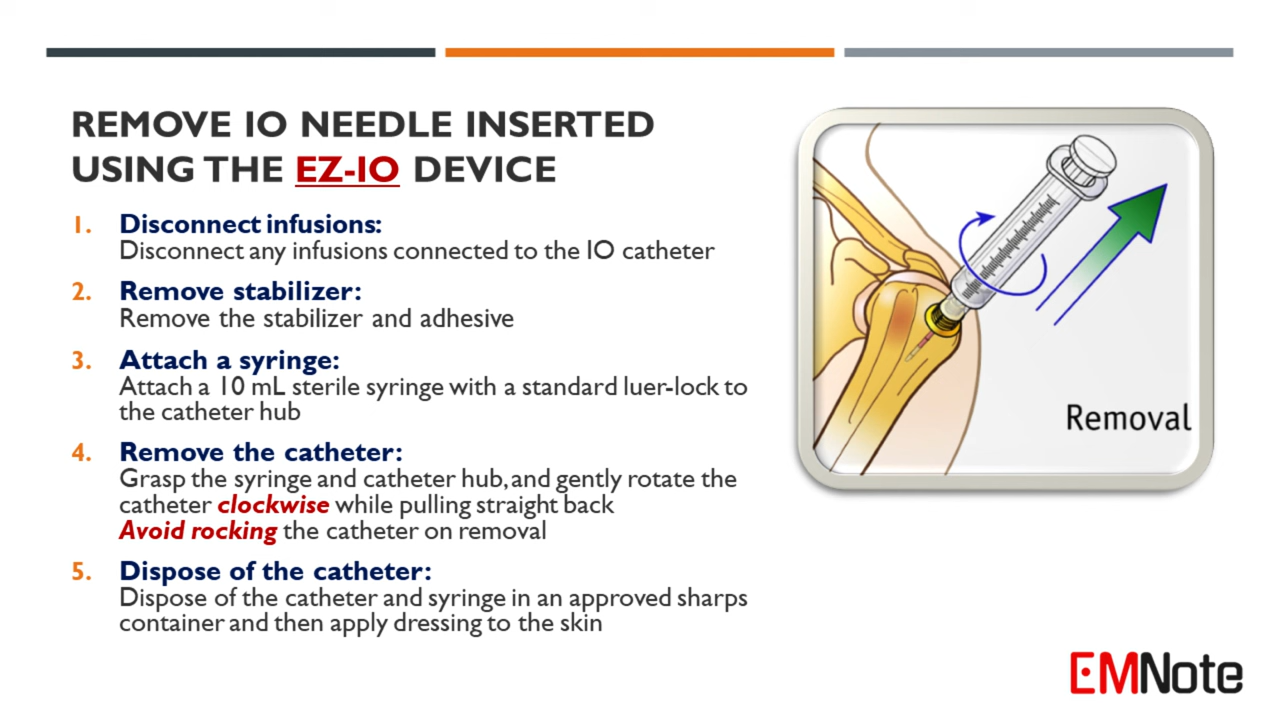 REMOVE IO NEEDLE INSERTED
USING THE EZ-IO DEVICE
1. Disconnect infusions:
Disconnect any infusions connected to the IO catheter
2. Remove stabilizer:
Remove the stabilizer and adhesive
3. Attach a syringe:
Attach a 10 mL sterile syringe with a standard luer-lock to
the catheter hub
4. Remove the catheter:
Grasp the syringe and catheter hub, and gently rotate the
catheter clockwise while pulling straight back
Avoid rocking the catheter on removal
5. Dispose of the catheter:
Dispose of the catheter and syringe in an approved sharps
container and then apply dressing to the skin
Removal
EMNote